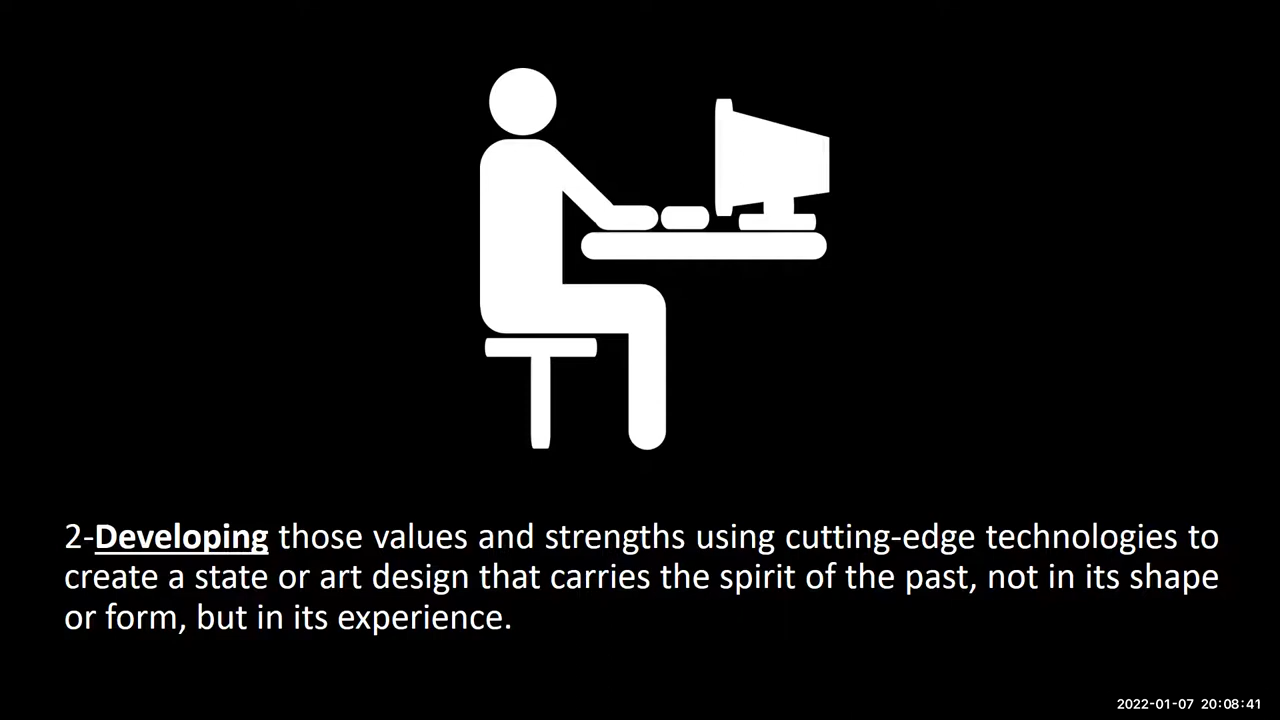 2-Developing those values and strengths using cutting-edge technologies to
create a state or art design that carries the spirit of the past, not in its shape
or form, but in its experience.
2022-01-07 20:08:41